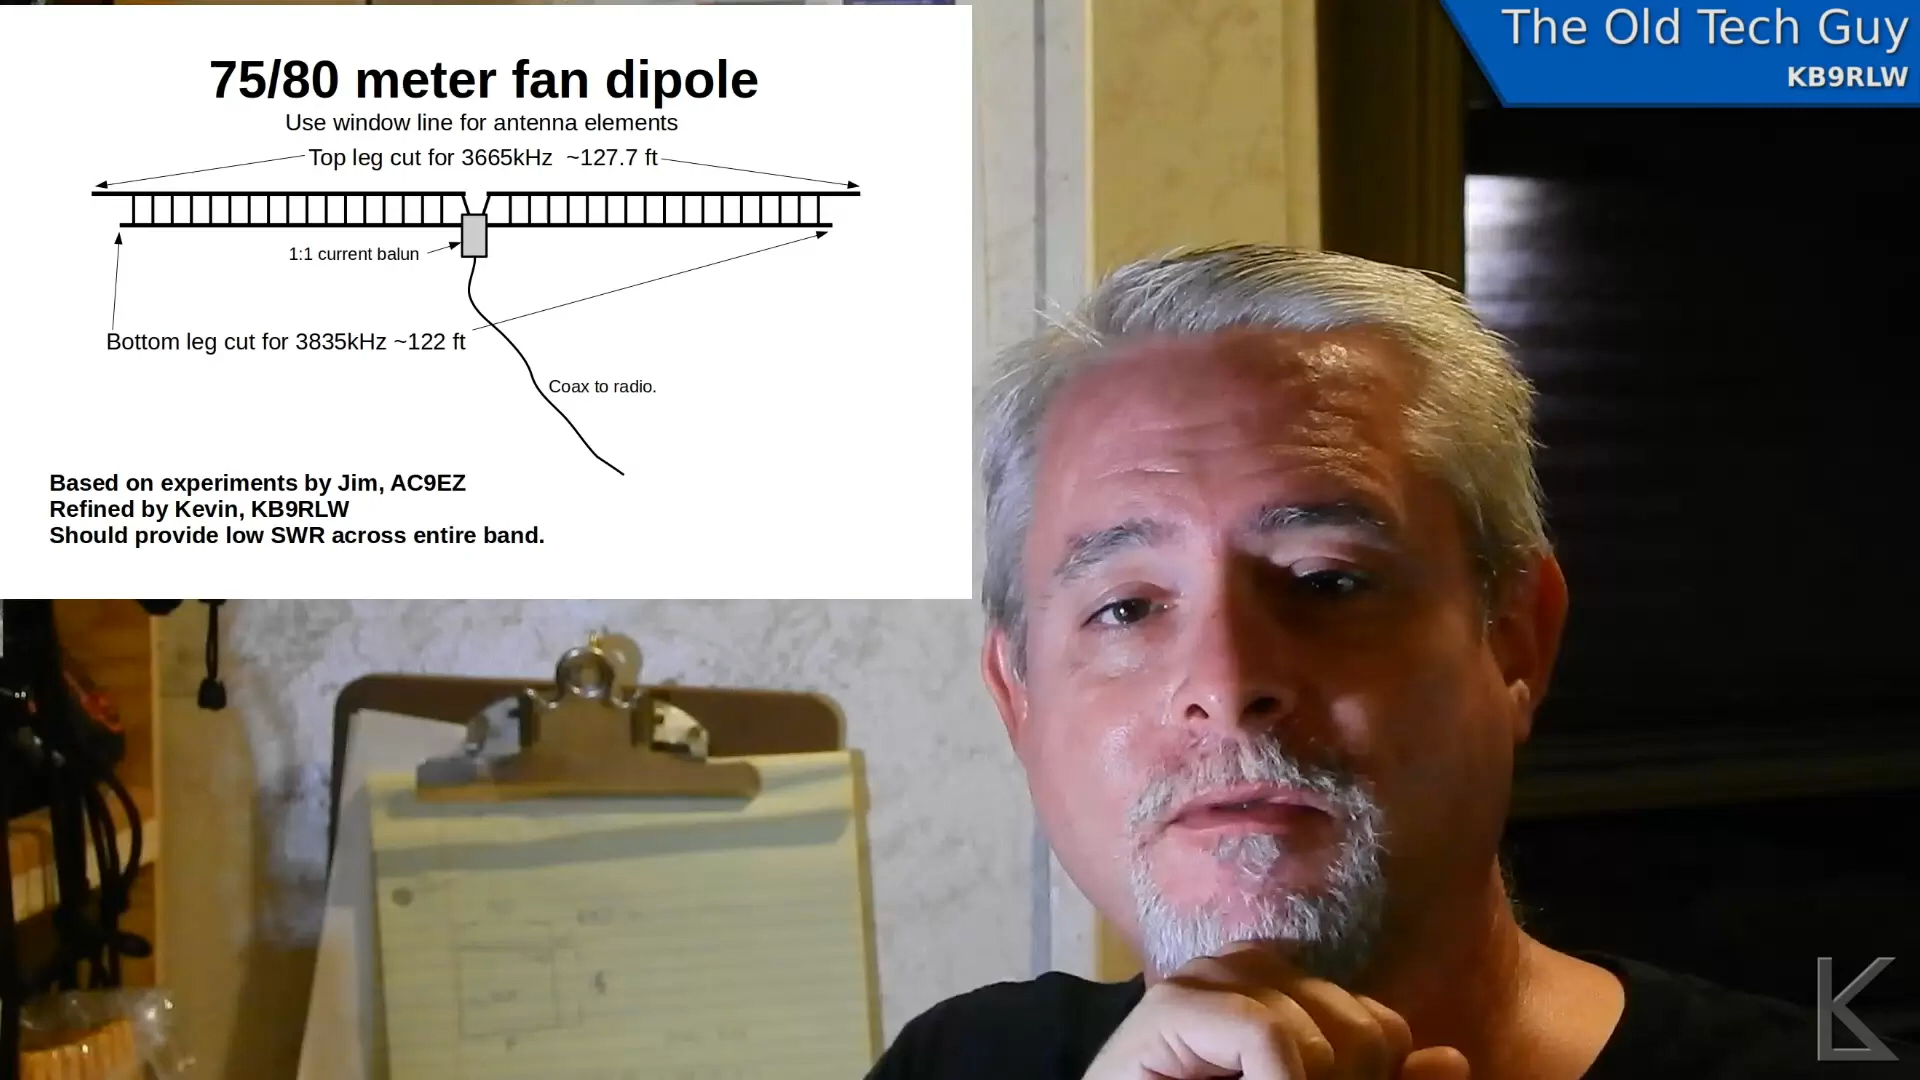 75/80 meter fan dipole
Use window line for antenna elements
Top leg cut for 3665kHz ~127.7 ft
1:1 current balun
Bottom leg cut for 3835kHz ~122 ft
Coax to radio.
Based on experiments by Jim, AC9EZ
Refined by Kevin, KB9RLW
Should provide low SWR across entire band.
The Old Tech Guy
KB9RLW
K